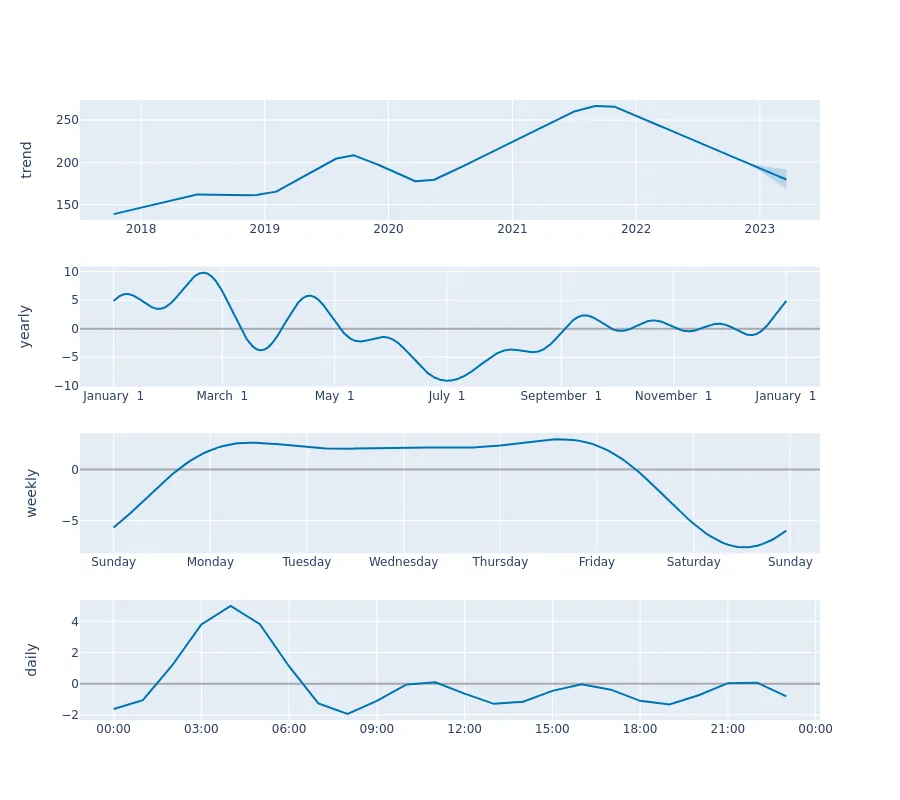 trend
250
200
150
2018 2019 2020 2021 2022 2023
yearly
10
5
0
−5
−10
January 1 March 1 May 1 July 1 September 1 November 1 January 1
weekly
0
−5
Sunday Monday Tuesday Wednesday Thursday Friday Saturday Sunday
daily
4
2
0
−2
00:00 03:00 06:00 09:00 12:00 15:00 18:00 21:00 00:00